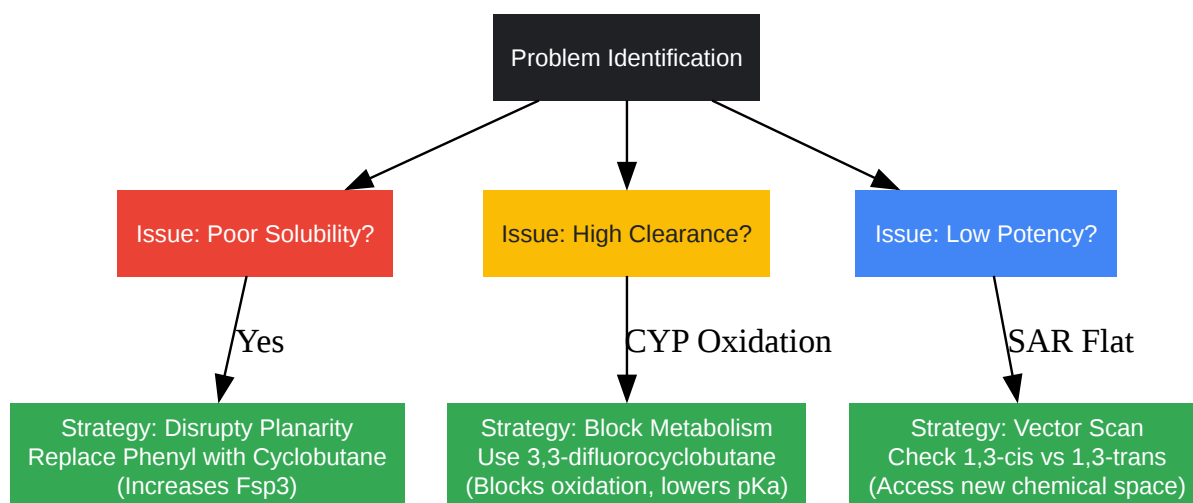 Problem Identification
Issue: Poor Solubility?
Issue: High Clearance?
Issue: Low Potency?
Yes
CYP Oxidation
SAR Flat
Strategy: Disrupty Planarity
Replace Phenyl with Cyclobutane
(Increases Fsp3)
Strategy: Block Metabolism
Use 3,3-difluorocyclobutane
(Blocks oxidation, lowers pKa)
Strategy: Vector Scan
Check 1,3-cis vs 1,3-trans
(Access new chemical space)